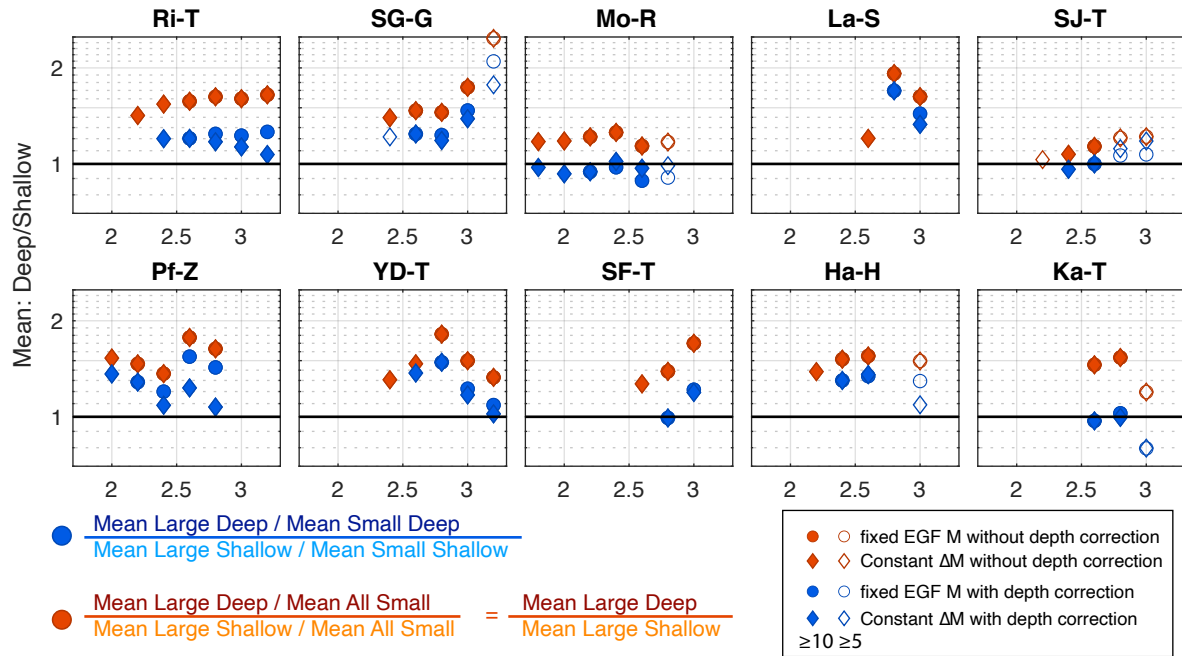 Ri-T SG-G Mo-R La-S SJ-T
2
1
2 2.5 3 2 2.5 3 2 2.5 3 2 2.5 3 2 2.5 3
Mean: Deep/Shallow
Pf-Z YD-T SF-T Ha-H Ka-T
2
1
2 2.5 3 2 2.5 3 2 2.5 3 2 2.5 3 2 2.5 3
Mean Large Deep / Mean Small Deep
Mean Large Shallow / Mean Small Shallow
Mean Large Deep / Mean All Small = Mean Large Deep
Mean Large Shallow / Mean All Small Mean Large Shallow
fixed EGF M without depth correction
Constant ΔM without depth correction
fixed EGF M with depth correction
Constant ΔM with depth correction
≥10 ≥5